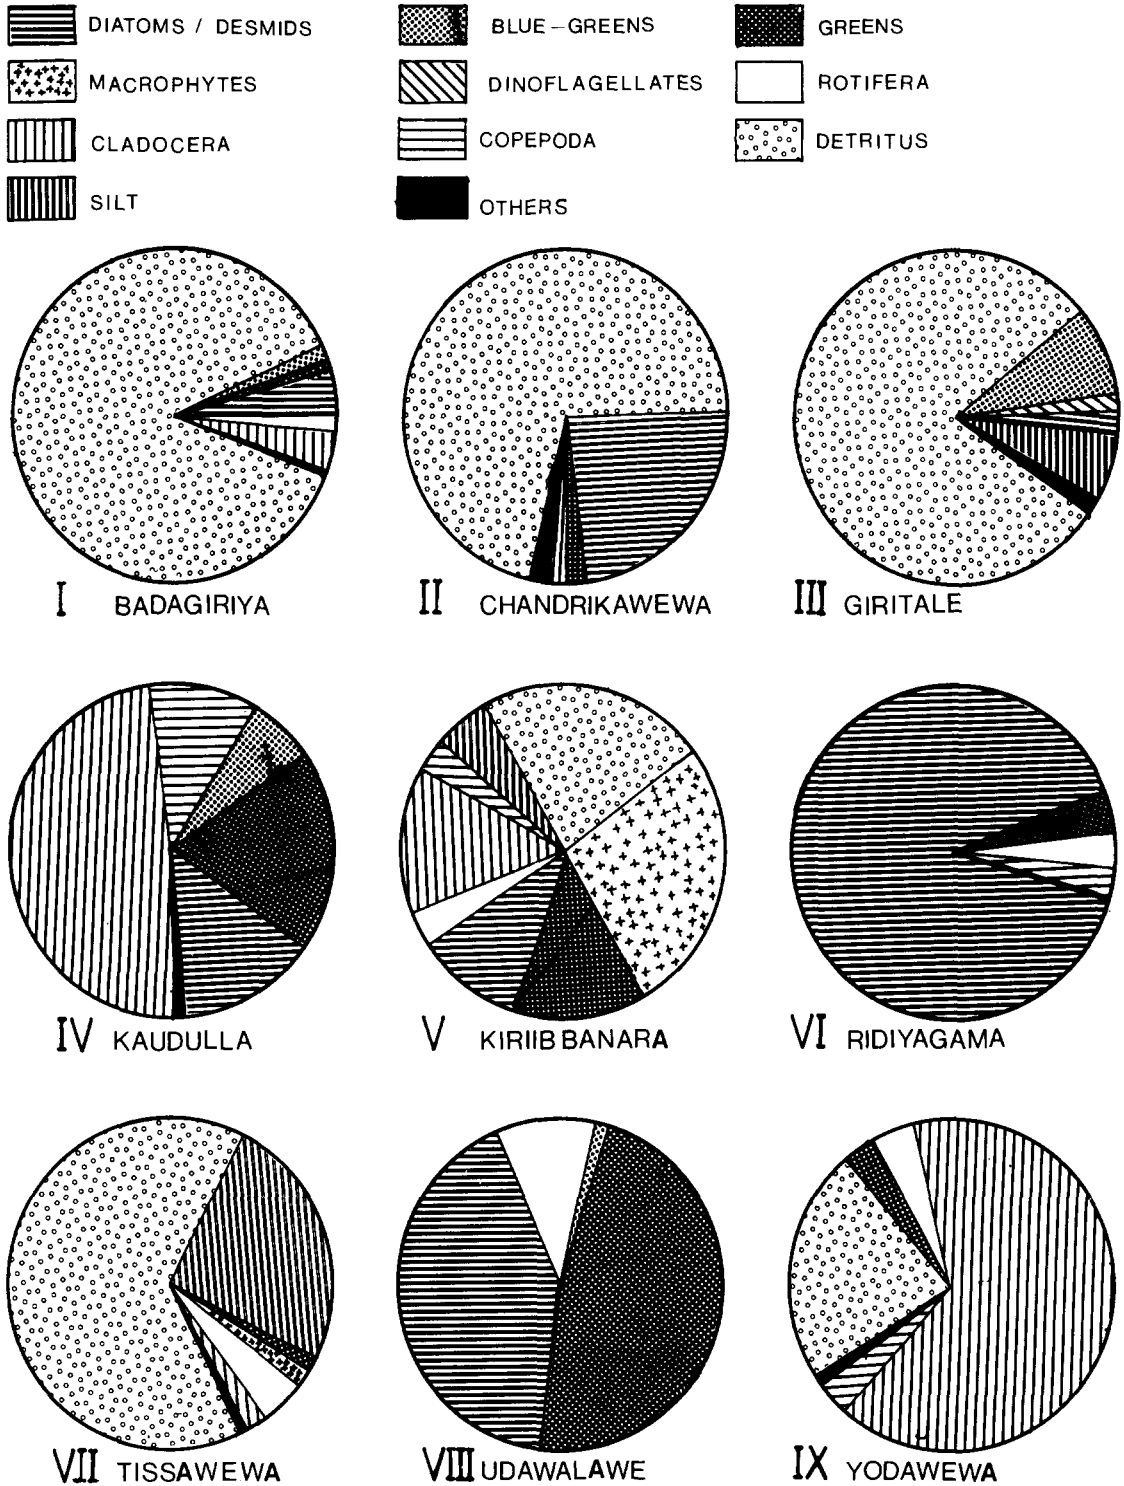 DIATOMS / DESMIDS
BLUE-GREENS
GREENS
MACROPHYTES
DINOFLAGELLATES
ROTIFERA
CLADOCERA
COPEPODA
DETRITUS
SILT
OTHERS
I BADAGIRIYA
II CHANDRIKAWEWA
III GIRITALE
IV KAUDULLA
V KIRIIBBANARA
VI RIDIYAGAMA
VII TISSAWEWA
VIII UDAWALAWE
IX YODAWEWA